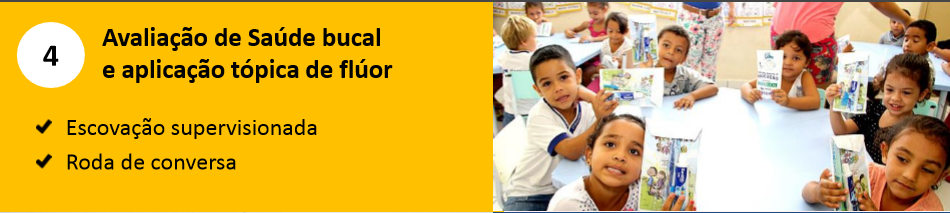 4
Avaliação de Saúde bucal
e aplicação tópica de flúor
✔ Escovação supervisionada
✔ Roda de conversa